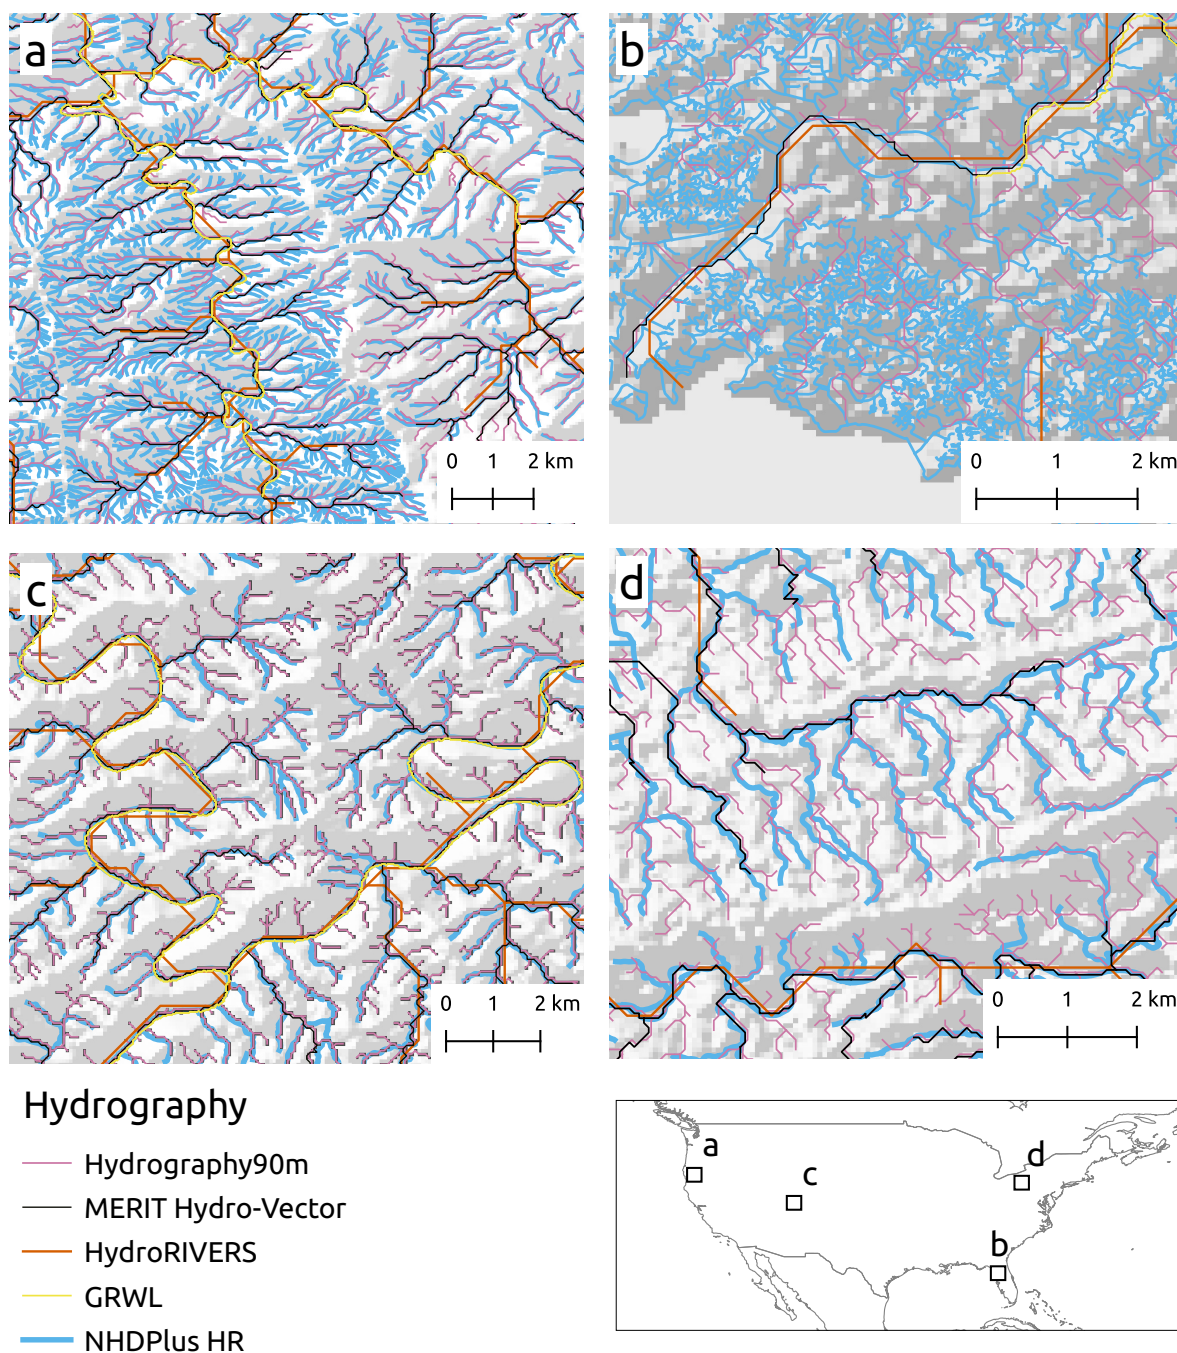 a
b
0 1 2 km
0 1 2 km
c
d
0 1 2 km
0 1 2 km
Hydrography
Hydrography90m
MERIT Hydro-Vector
HydroRIVERS
GRWL
NHDPlus HR
a
c
d
b